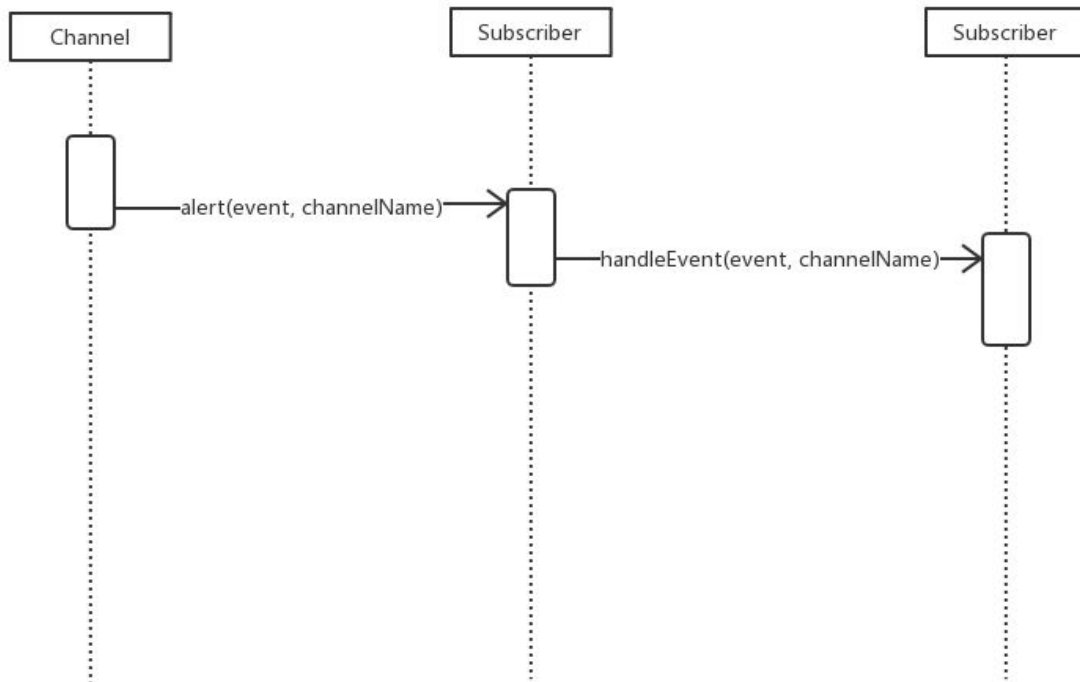 Channel
Subscriber
Subscriber
alert(event, channelName)
handleEvent(event, channelName)